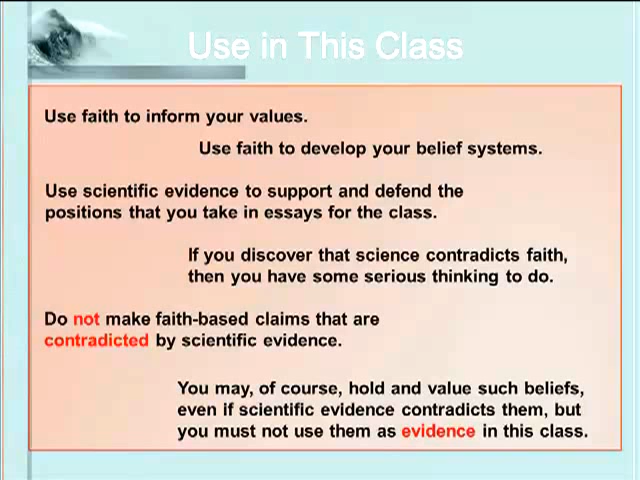 Use in This Class
Use faith to inform your values.
Use faith to develop your belief systems.
Use scientific evidence to support and defend the
positions that you take in essays for the class.
If you discover that science contradicts faith,
then you have some serious thinking to do.
Do not make faith-based claims that are
contradicted by scientific evidence.
You may, of course, hold and value such beliefs,
even if scientific evidence contradicts them, but
you must not use them as evidence in this class.